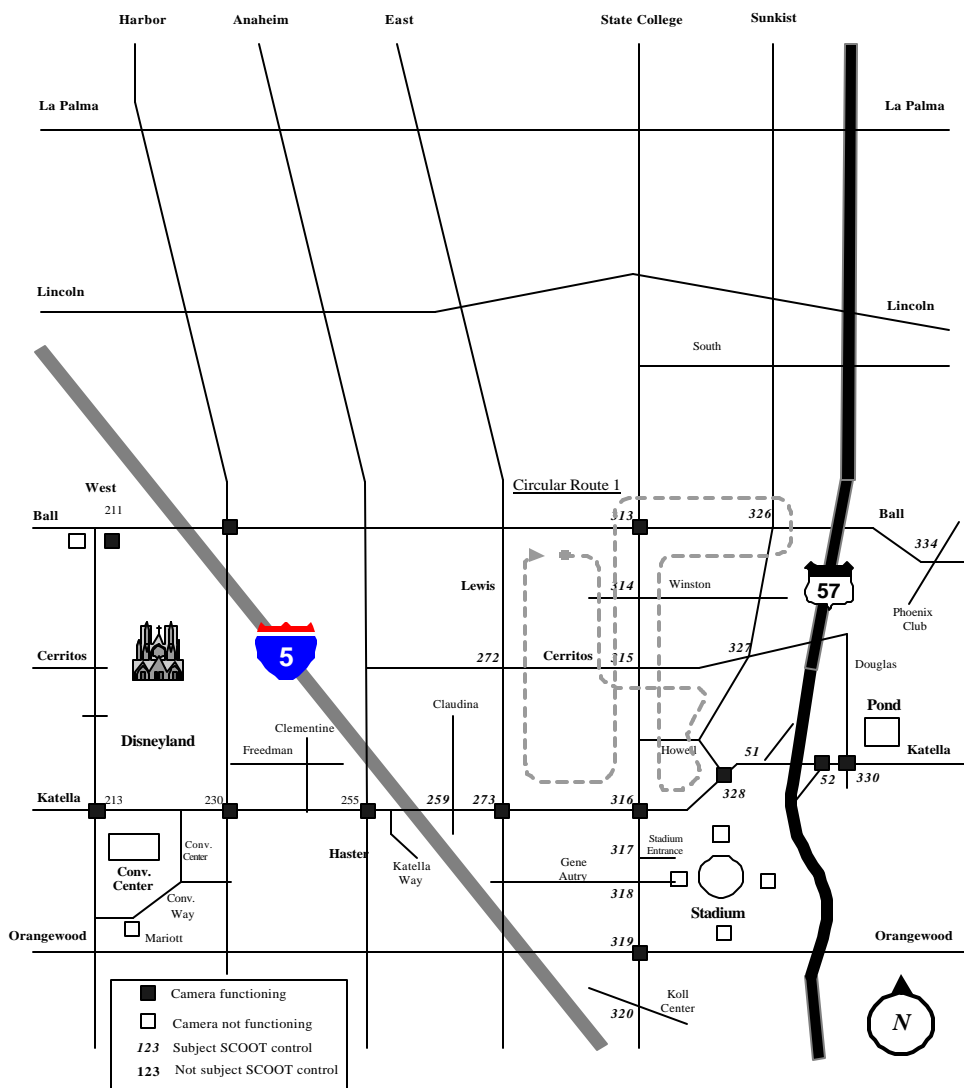 Harbor Anaheim East State College Sunkist
La Palma La Palma
Lincoln Lincoln
South
Circular Route 1
West
211
Ball 313 326 Ball
334
Lewis 314 Winston 57
Phoenix
Club
327
Cerritos 5 272 Cerritos 315
Douglas
Claudina
Pond
Clementine
Disneyland Freedman Howell 51 Katella
52 330
Katella 213 230 255 259 273 316 328
317 Stadium
Entrance
Conv.
Center
Haster
Katella
Way
Gene
Autry
Conv.
Center
318
Conv.
Way
Stadium
Mariott
319
Orangewood Orangewood
Koll
Center
320
N
Camera functioning
Camera not functioning
123 Subject SCOOT control
123 Not subject SCOOT control